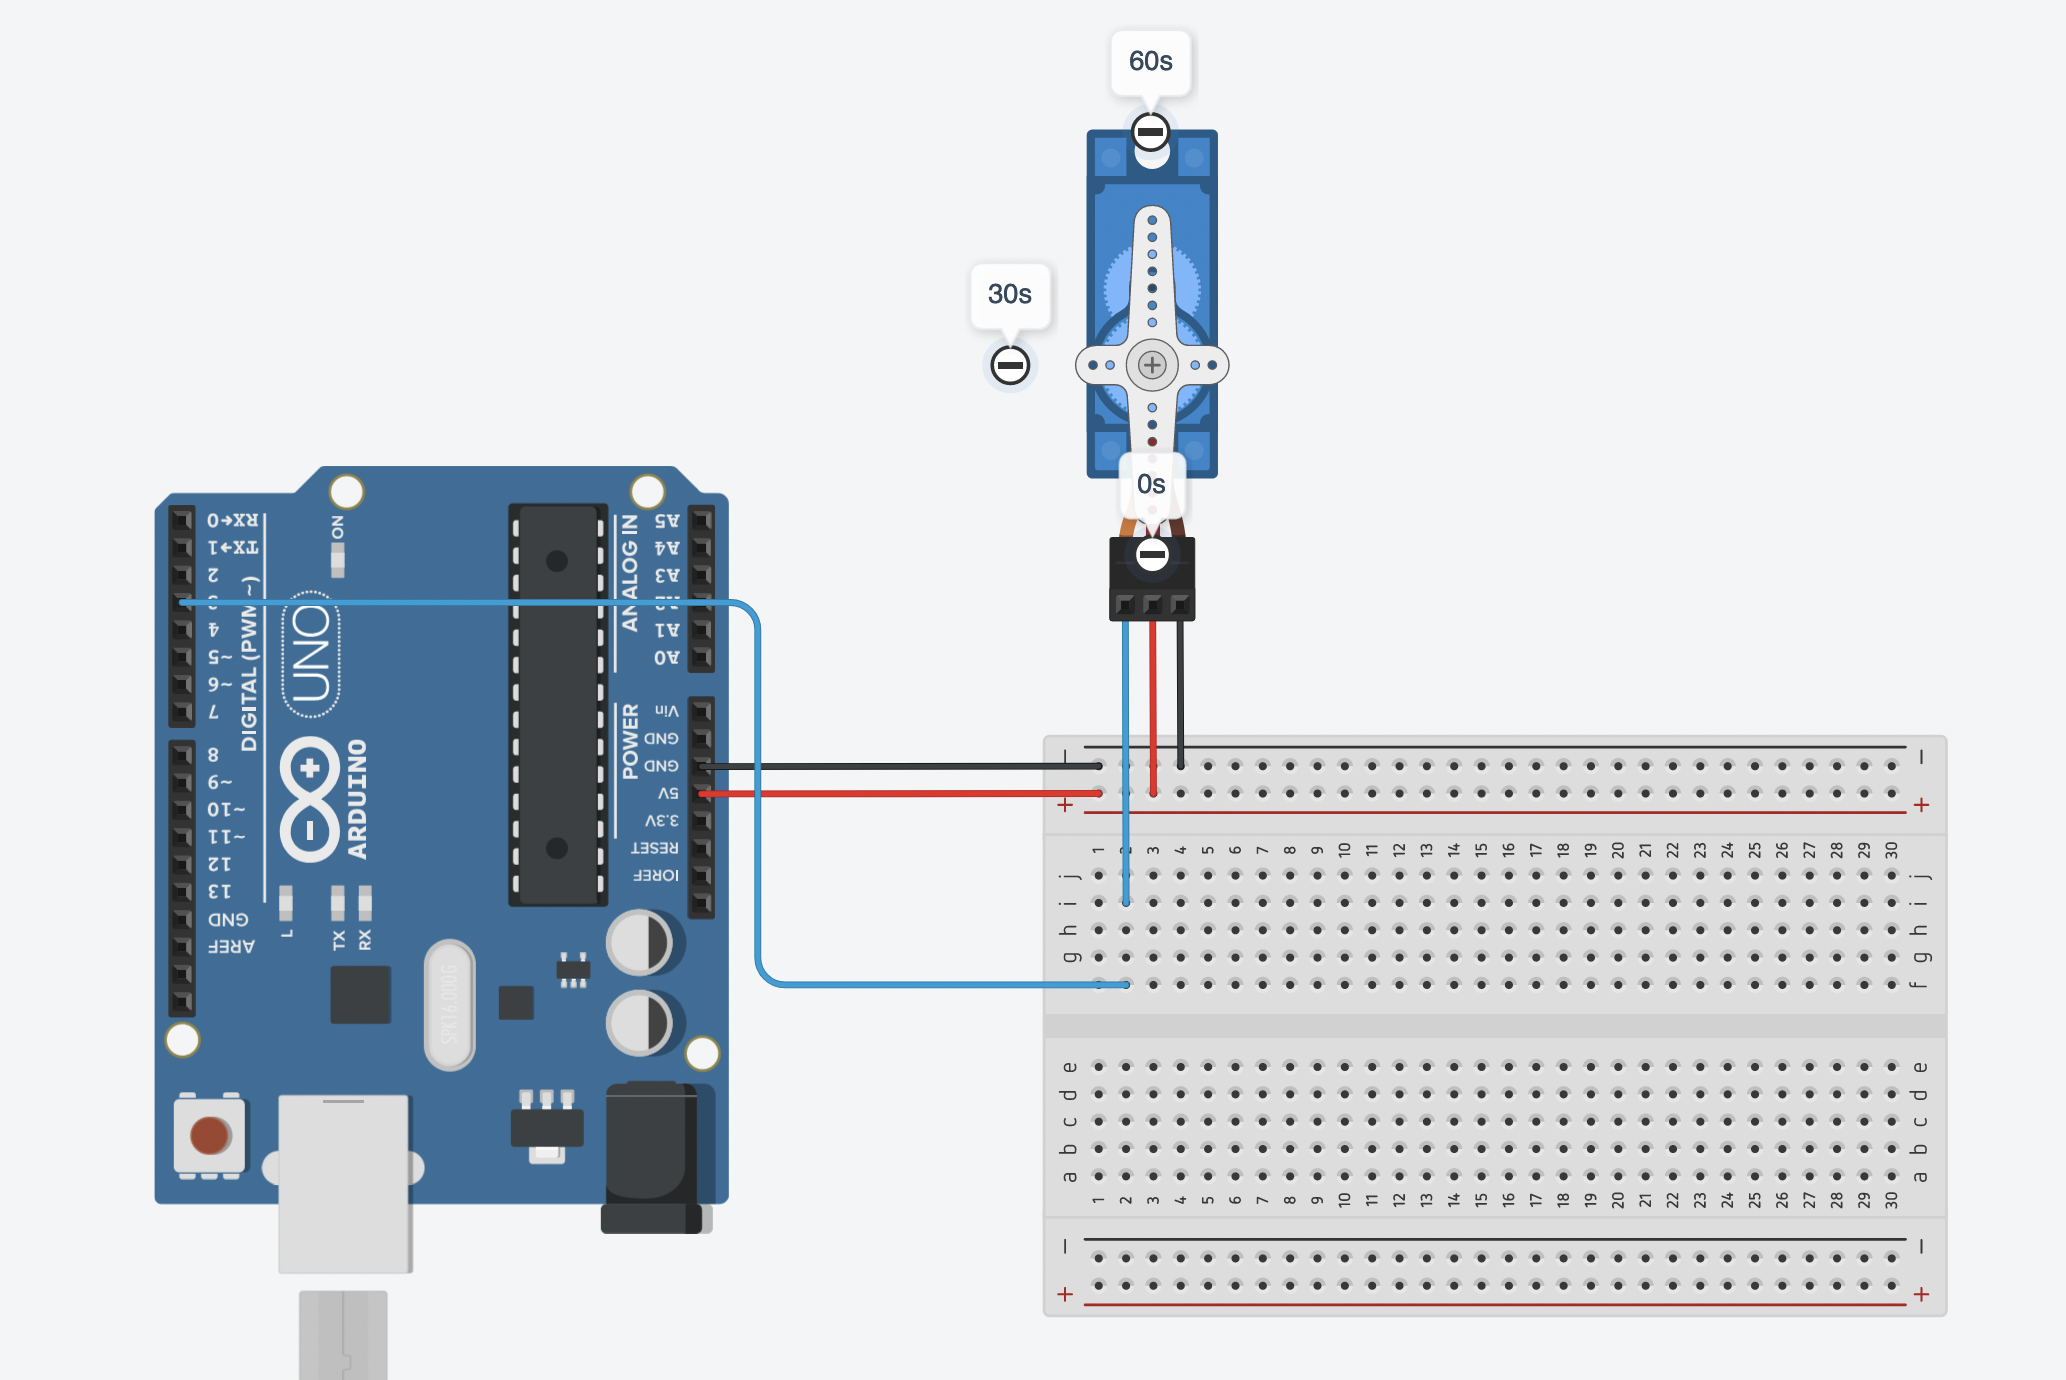 60s
30s
0s
RX←0
TX→1
2
4
~5
~6
7
8
~9
~10
~11
12
13
GND
AREF
DIGITAL (PWM ~)
ON
UNO
ARDUINO
L
TX
RX
ANALOG IN
A5
A4
A3
A1
A0
POWER
Vin
GND
GND
5V
3.3V
RESET
IOREF
SPK16.000G
− −
+ +
1 3 4 5 6 7 8 9 10 11 12 13 14 15 16 17 18 19 20 21 22 23 24 25 26 27 28 29 30
j j
i i
h h
g g
f f
e e
d d
c c
b b
a a
1 2 3 4 5 6 7 8 9 10 11 12 13 14 15 16 17 18 19 20 21 22 23 24 25 26 27 28 29 30
− −
+ +